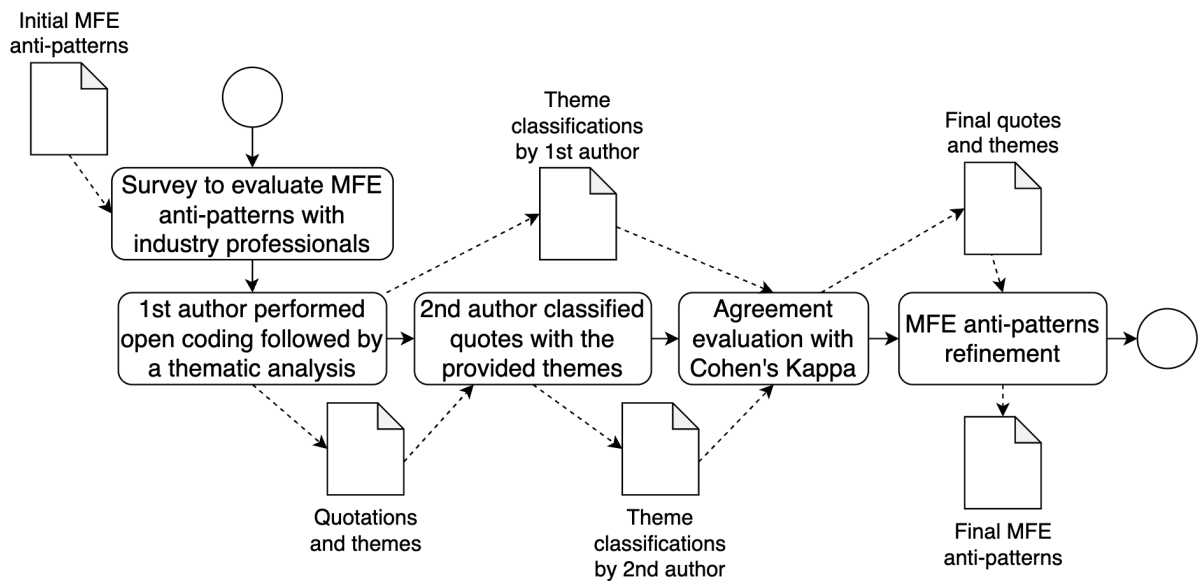 Initial MFE
anti-patterns
Survey to evaluate MFE
anti-patterns with
industry professionals
Theme
classifications
by 1st author
Final quotes
and themes
1st author performed
open coding followed by
a thematic analysis
2nd author classified
quotes with the
provided themes
Agreement
evaluation with
Cohen's Kappa
MFE anti-patterns
refinement
Quotations
and themes
Theme
classifications
by 2nd author
Final MFE
anti-patterns